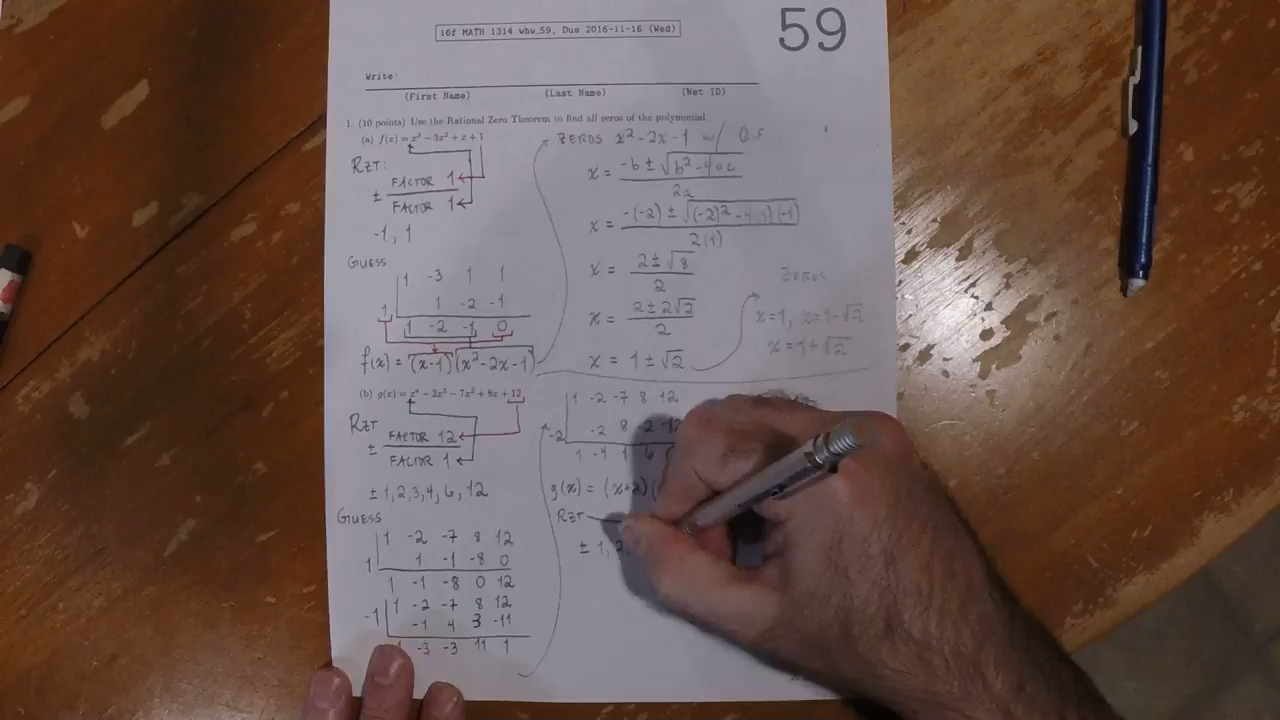 16f MATH 1314 whw_59, Due 2016-11-16 (Wed)
59
Write:
(First Name) (Last Name) (Net ID)
1. (10 points) Use the Rational Zero Theorem to find all zeros of the polynomial.
(a) f(x) = x³ − 3x² + x + 1
RZT:
± FACTOR 1
FACTOR 1
-1, 1
GUESS
1 -3 1 1
1 -2 -1
1
1 -2 -1 0
f(x) = (x-1)(x²-2x-1)
ZEROS x²-2x-1 w/ Q.F
x = -b ± √b²-4ac
2a
x = -(-2) ± √(-2)²-4(1)(-1)
2(1)
x = 2±√8
2
x = 2±2√2
2
x = 1±√2
ZEROS
x=1, x=1-√2
x=1+√2
(b) g(x) = x⁴ − 2x³ − 7x² + 8x + 12
RZT
± FACTOR 12
FACTOR 1
±1,2,3,4,6,12
GUESS
1 -2 -7 8 12
1 -1 -8 0
1
1 -1 -8 0 12
1 -2 -7 8 12
-1 4 3 -11
-1
-3 -3 11 1
1 -2 -7 8 12
-2 8 -12
-2
1 -4 1 6
g(x) = (x+2)(
RZT
± 1, 2,